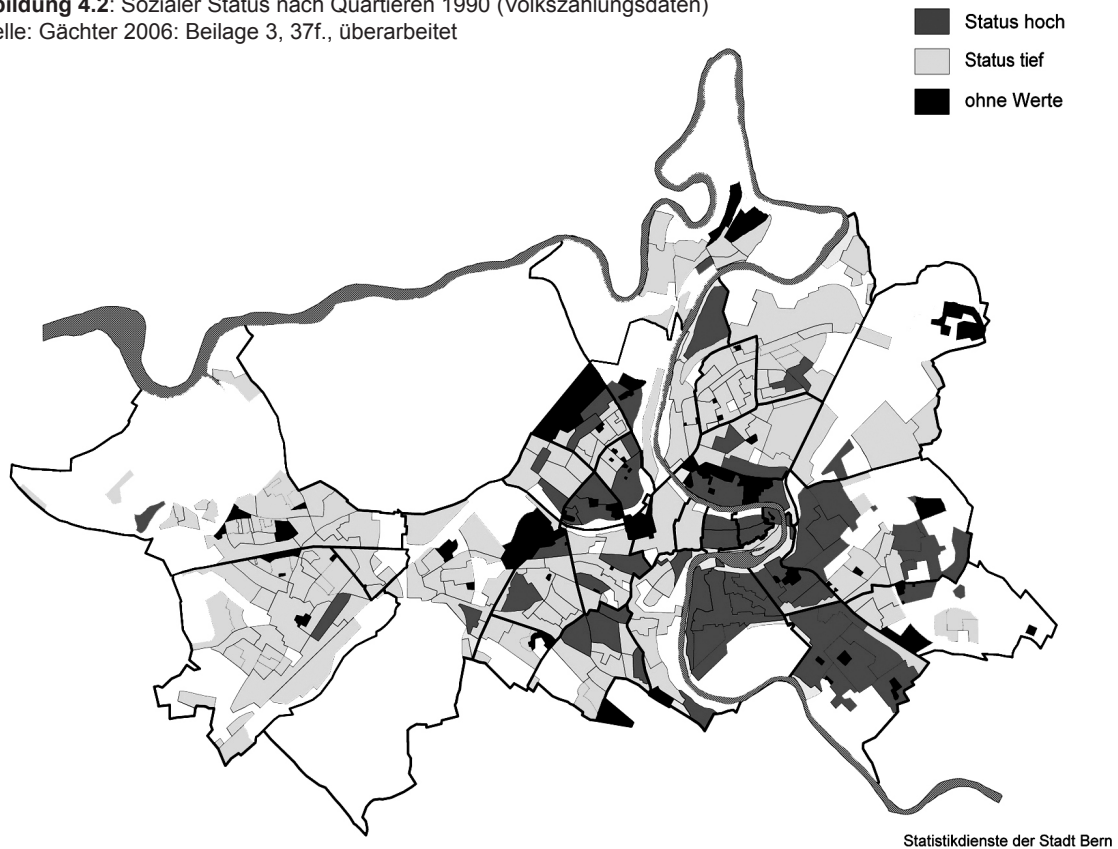 bildung 4.2: Sozialer Status nach Quartieren 1990 (Volkszählungsdaten)
elle: Gächter 2006: Beilage 3, 37f., überarbeitet
Status hoch
Status tief
ohne Werte
Statistikdienste der Stadt Bern